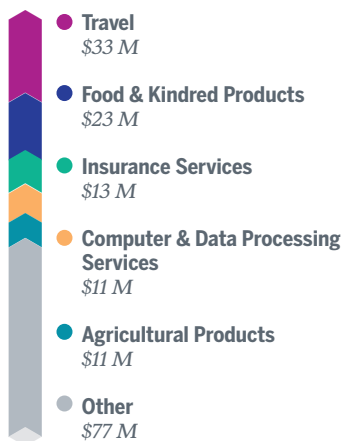 Travel
$33 M
Food & Kindred Products
$23 M
Insurance Services
$13 M
Computer & Data Processing
Services
$11 M
Agricultural Products
$11 M
Other
$77 M